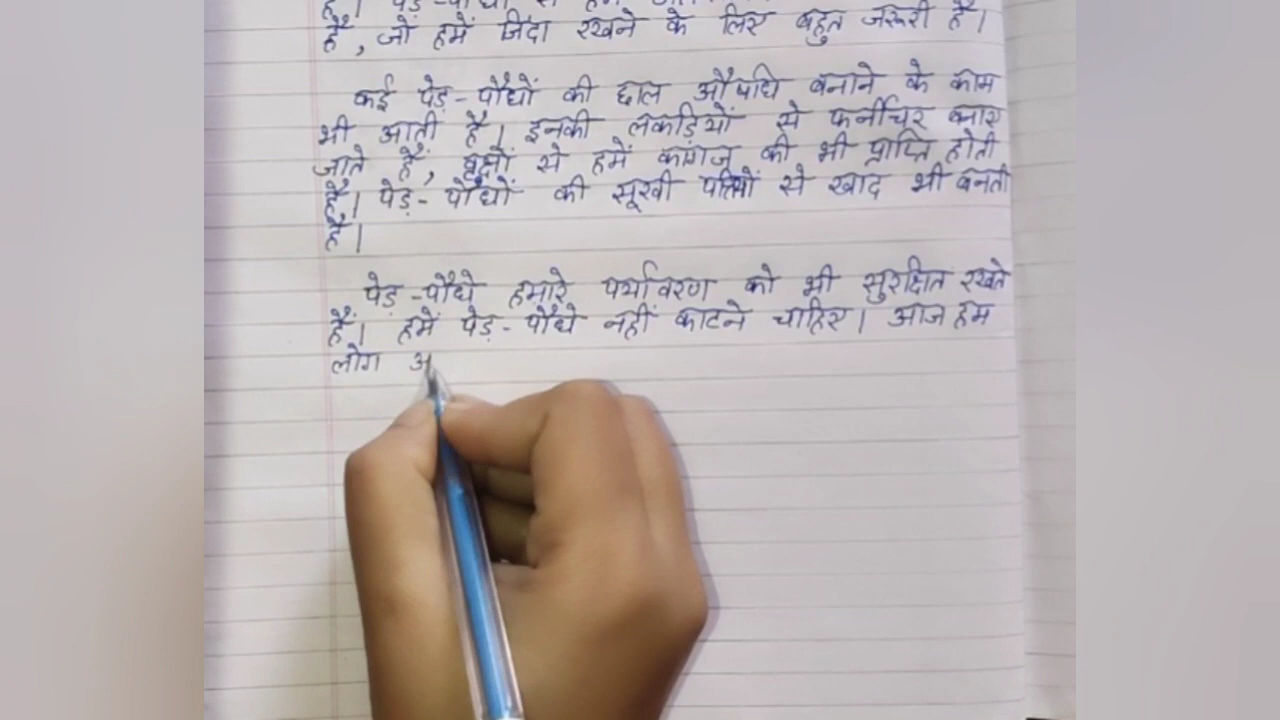 है। पेड़-पौधों से हमें
है, जो हमें जिंदा रखने के लिए बहुत जरूरी है।
कई पेड़-पौधों की छाल औषधि बनाने के काम
भी आती है। इनकी लकड़ियों से फर्नीचर बनाए
जाते हैं, वृक्षों से हमें कागज की भी प्राप्ति होती
है। पेड़-पौधों की सूखी पत्तियों से खाद भी बनती
है।
पेड़-पौधे हमारे पर्यावरण को भी सुरक्षित रखते
हैं। हमें पेड़-पौधे नहीं काटने चाहिए। आज हम
लोग अ